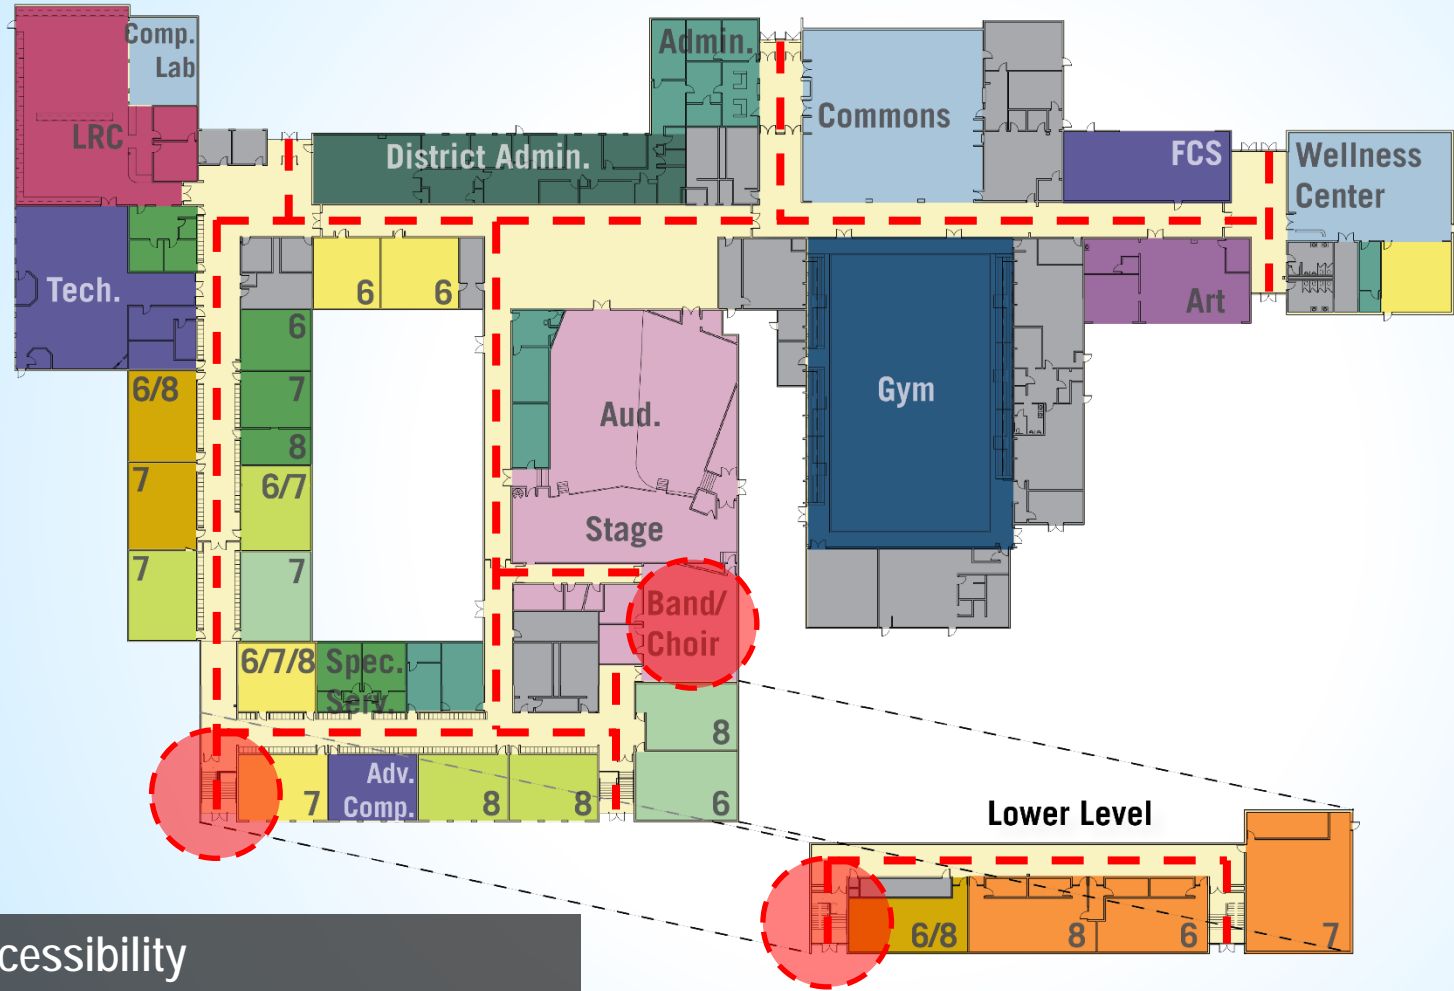 Comp.
Lab
LRC
Admin.
Commons
District Admin.
FCS
Wellness
Center
Tech.
6
6
Art
6
6/8
7
Gym
8
Aud.
7
6/7
Stage
7
7
Band/
Choir
6/7/8
Spec.
Serv.
8
Adv.
Comp.
7
8
8
6
Lower Level
6/8
8
6
7
cessibility